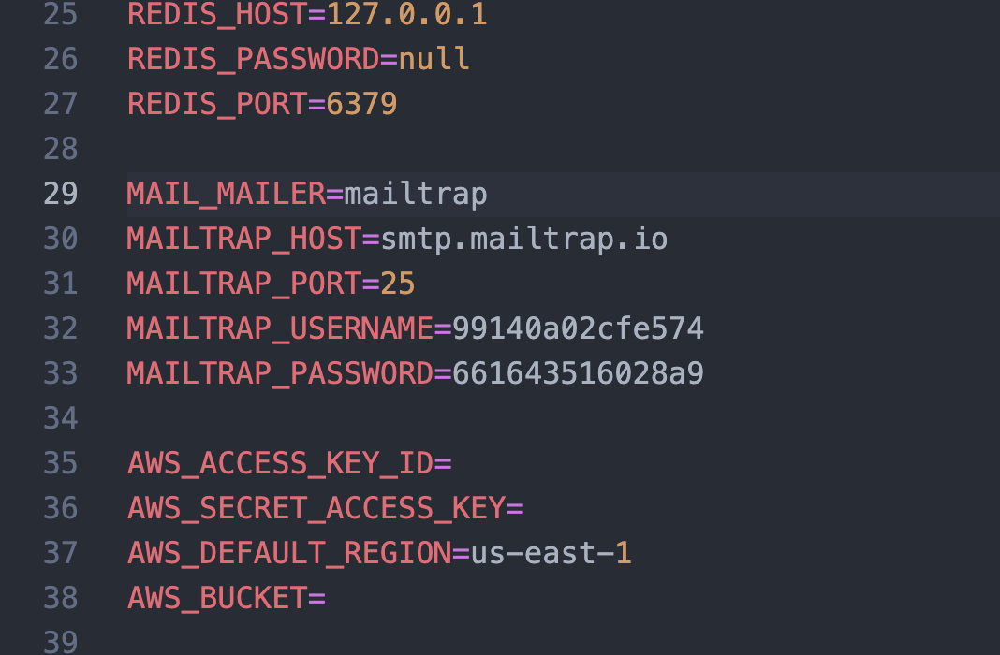 25 REDIS_HOST=127.0.0.1
26 REDIS_PASSWORD=null
27 REDIS_PORT=6379
28
29 MAIL_MAILER=mailtrap
30 MAILTRAP_HOST=smtp.mailtrap.io
31 MAILTRAP_PORT=25
32 MAILTRAP_USERNAME=99140a02cfe574
33 MAILTRAP_PASSWORD=661643516028a9
34
35 AWS_ACCESS_KEY_ID=
36 AWS_SECRET_ACCESS_KEY=
37 AWS_DEFAULT_REGION=us-east-1
38 AWS_BUCKET=
39